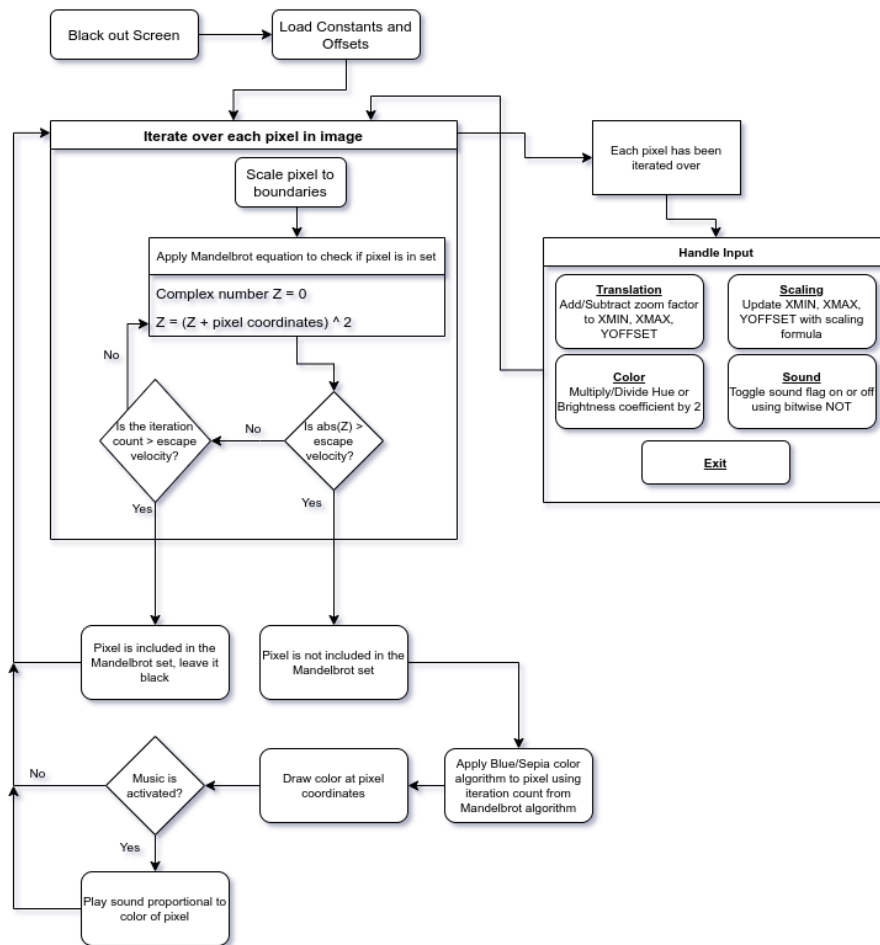 Black out Screen
Load Constants and
Offsets
Iterate over each pixel in image
Scale pixel to
boundaries
Apply Mandelbrot equation to check if pixel is in set
Complex number Z = 0
Z = (Z + pixel coordinates) ^ 2
No
Is the iteration
count > escape
velocity?
No
Is abs(Z) >
escape
velocity?
Yes
Yes
Each pixel has been
iterated over
Handle Input
Translation
Add/Subtract zoom factor
to XMIN, XMAX,
YOFFSET
Scaling
Update XMIN, XMAX,
YOFFSET with scaling
formula
Color
Multiply/Divide Hue or
Brightness coefficient by 2
Sound
Toggle sound flag on or off
using bitwise NOT
Exit
Pixel is included in the
Mandelbrot set, leave it
black
Pixel is not included in the
Mandelbrot set
Apply Blue/Sepia color
algorithm to pixel using
iteration count from
Mandelbrot algorithm
Draw color at pixel
coordinates
Music is
activated?
No
Yes
Play sound proportional to
color of pixel